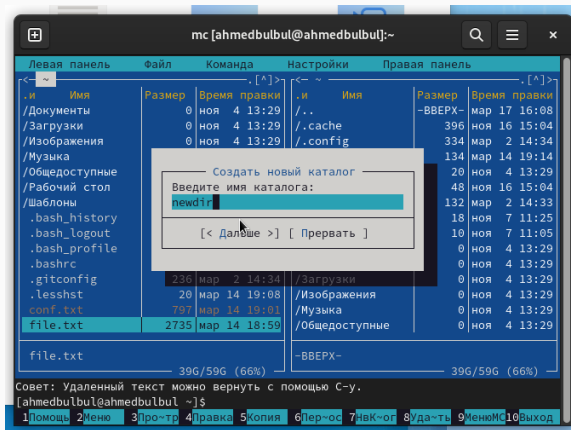 mc [ahmedbulbul@ahmedbulbul]:~
Левая панель Файл Команда Настройки Правая панель
<- ~ .[^]> <- ~ .[^]>
.и Имя Размер Время правки .и Имя Размер Время правки
/Документы 0 ноя 4 13:29 /.. -ВВЕРХ- мар 17 16:08
/Загрузки 0 ноя 4 13:29 /.cache 396 ноя 16 15:04
/Изображения 0 ноя 4 13:29 /.config 334 мар 2 14:34
/Музыка 134 мар 14 19:14
/Общедоступные 20 ноя 4 13:29
/Рабочий стол 48 ноя 16 15:04
/Шаблоны 132 мар 2 14:33
.bash_history 18 ноя 7 11:25
.bash_logout 10 ноя 7 11:05
.bash_profile 0 ноя 4 13:29
.bashrc 0 ноя 4 13:29
.gitconfig 236 мар 2 14:34 /Загрузки 0 ноя 4 13:29
.lesshst 20 мар 14 19:08 /Изображения 0 ноя 4 13:29
conf.txt 797 мар 14 19:01 /Музыка 0 ноя 4 13:29
file.txt 2735 мар 14 18:59 /Общедоступные 0 ноя 4 13:29
Создать новый каталог
Введите имя каталога:
newdir
[< Дальше >] [ Прервать ]
file.txt -ВВЕРХ-
39G/59G (66%) 39G/59G (66%)
Совет: Удаленный текст можно вернуть с помощью C-y.
[ahmedbulbul@ahmedbulbul ~]$
1Помощь 2Меню 3Про~тр 4Правка 5Копия 6Пер~ос 7НвК~ог 8Уда~ть 9МенюMC 10Выход